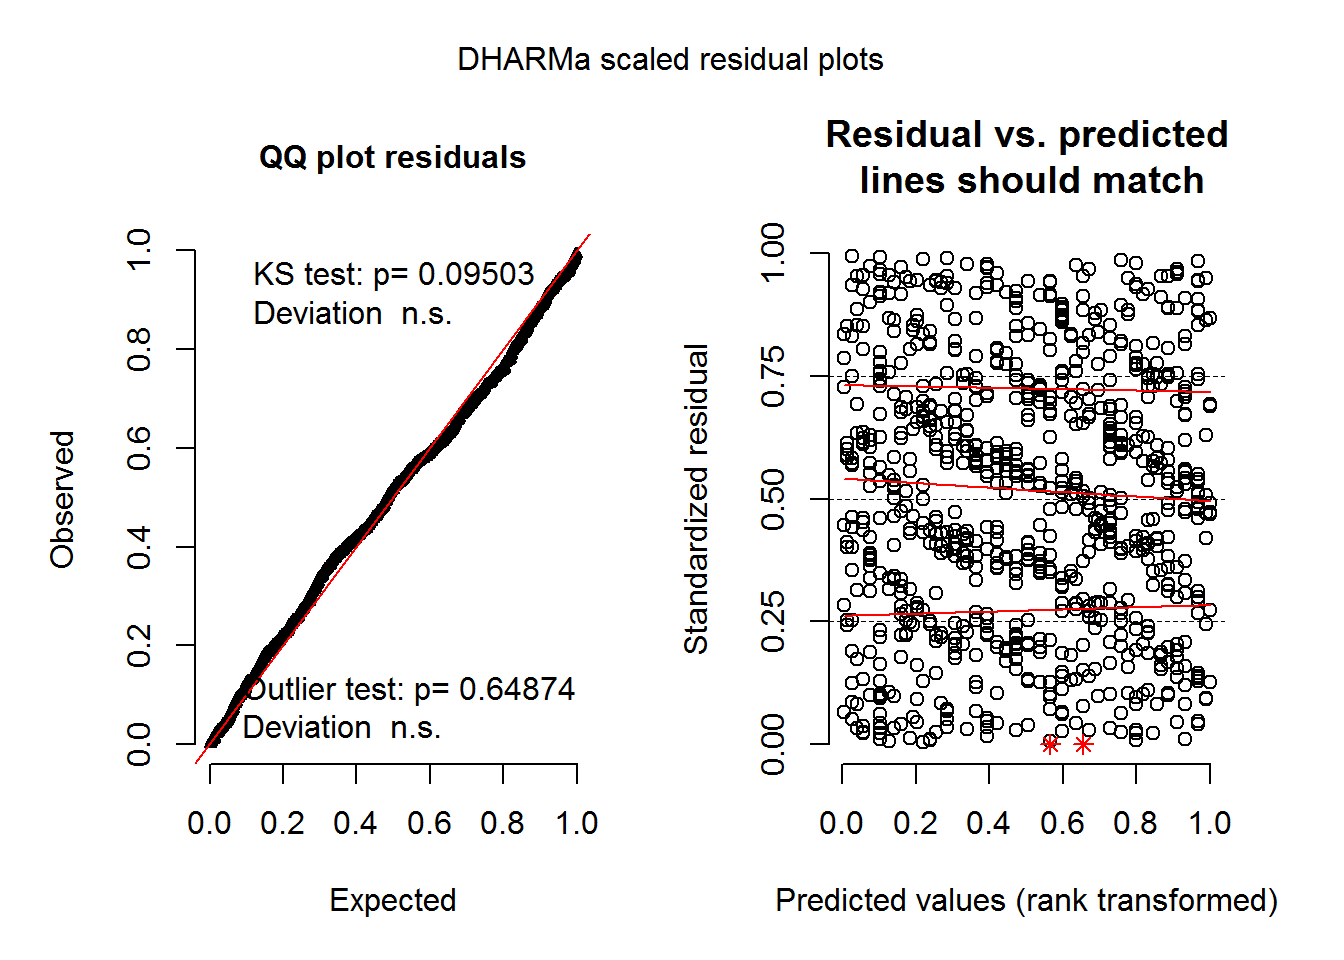 DHARMa scaled residual plots
QQ plot residuals
KS test: p= 0.09503
Deviation  n.s.
Outlier test: p= 0.64874
Deviation  n.s.
Observed
0.0
0.2
0.4
0.6
0.8
1.0
0.0 0.2 0.4 0.6 0.8 1.0
Expected
Residual vs. predicted
lines should match
Standardized residual
0.00
0.25
0.50
0.75
1.00
0.0 0.2 0.4 0.6 0.8 1.0
Predicted values (rank transformed)